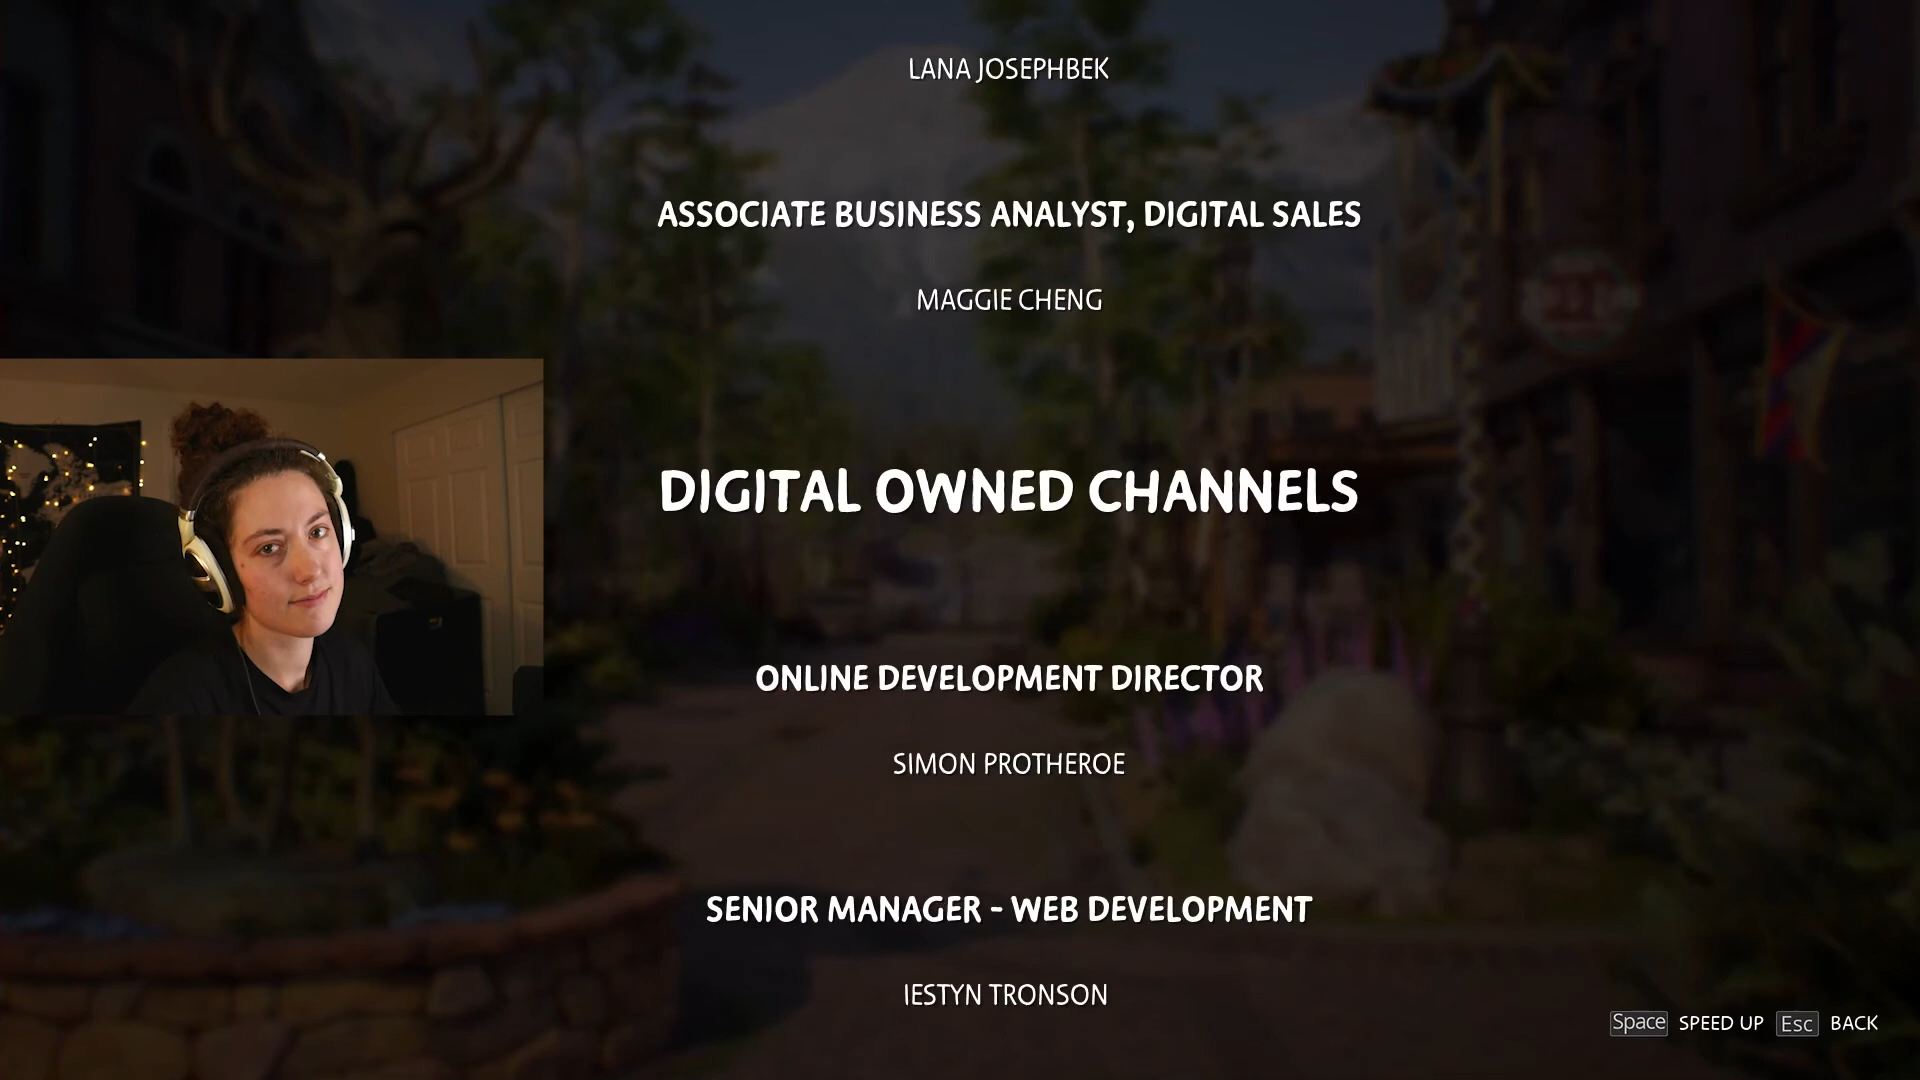 LANA JOSEPHBEK
ASSOCIATE BUSINESS ANALYST, DIGITAL SALES
MAGGIE CHENG
DIGITAL OWNED CHANNELS
ONLINE DEVELOPMENT DIRECTOR
SIMON PROTHEROE
SENIOR MANAGER - WEB DEVELOPMENT
IESTYN TRONSON
Space SPEED UP Esc BACK